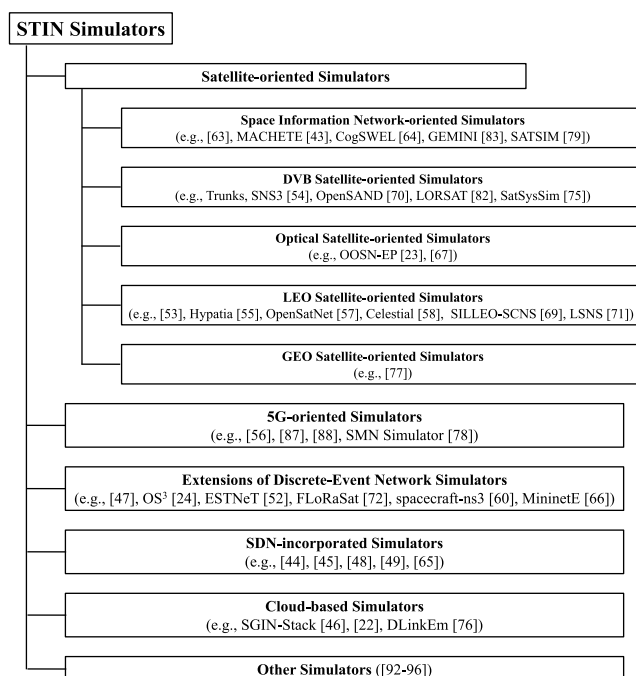 STIN Simulators
Satellite-oriented Simulators
Space Information Network-oriented Simulators
(e.g., [63], MACHETE [43], CogSWEL [64], GEMINI [83], SATSIM [79])
DVB Satellite-oriented Simulators
(e.g., Trunks, SNS3 [54], OpenSAND [70], LORSAT [82], SatSysSim [75])
Optical Satellite-oriented Simulators
(e.g., OOSN-EP [23], [67])
LEO Satellite-oriented Simulators
(e.g., [53], Hypatia [55], OpenSatNet [57], Celestial [58], SILLEO-SCNS [69], LSNS [71])
GEO Satellite-oriented Simulators
(e.g., [77])
5G-oriented Simulators
(e.g., [56], [87], [88], SMN Simulator [78])
Extensions of Discrete-Event Network Simulators
(e.g., [47], OS³ [24], ESTNeT [52], FLoRaSat [72], spacecraft-ns3 [60], MininetE [66])
SDN-incorporated Simulators
(e.g., [44], [45], [48], [49], [65])
Cloud-based Simulators
(e.g., SGIN-Stack [46], [22], DLinkEm [76])
Other Simulators ([92-96])